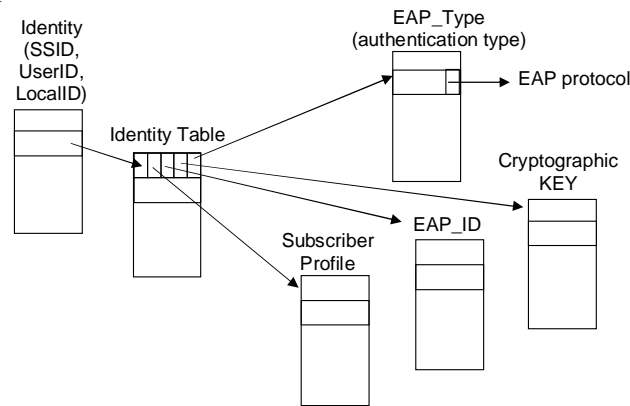 Identity
(SSID,
UserID,
LocalID)
Identity Table
EAP_Type
(authentication type)
EAP protocol
Cryptographic
KEY
EAP_ID
Subscriber
Profile